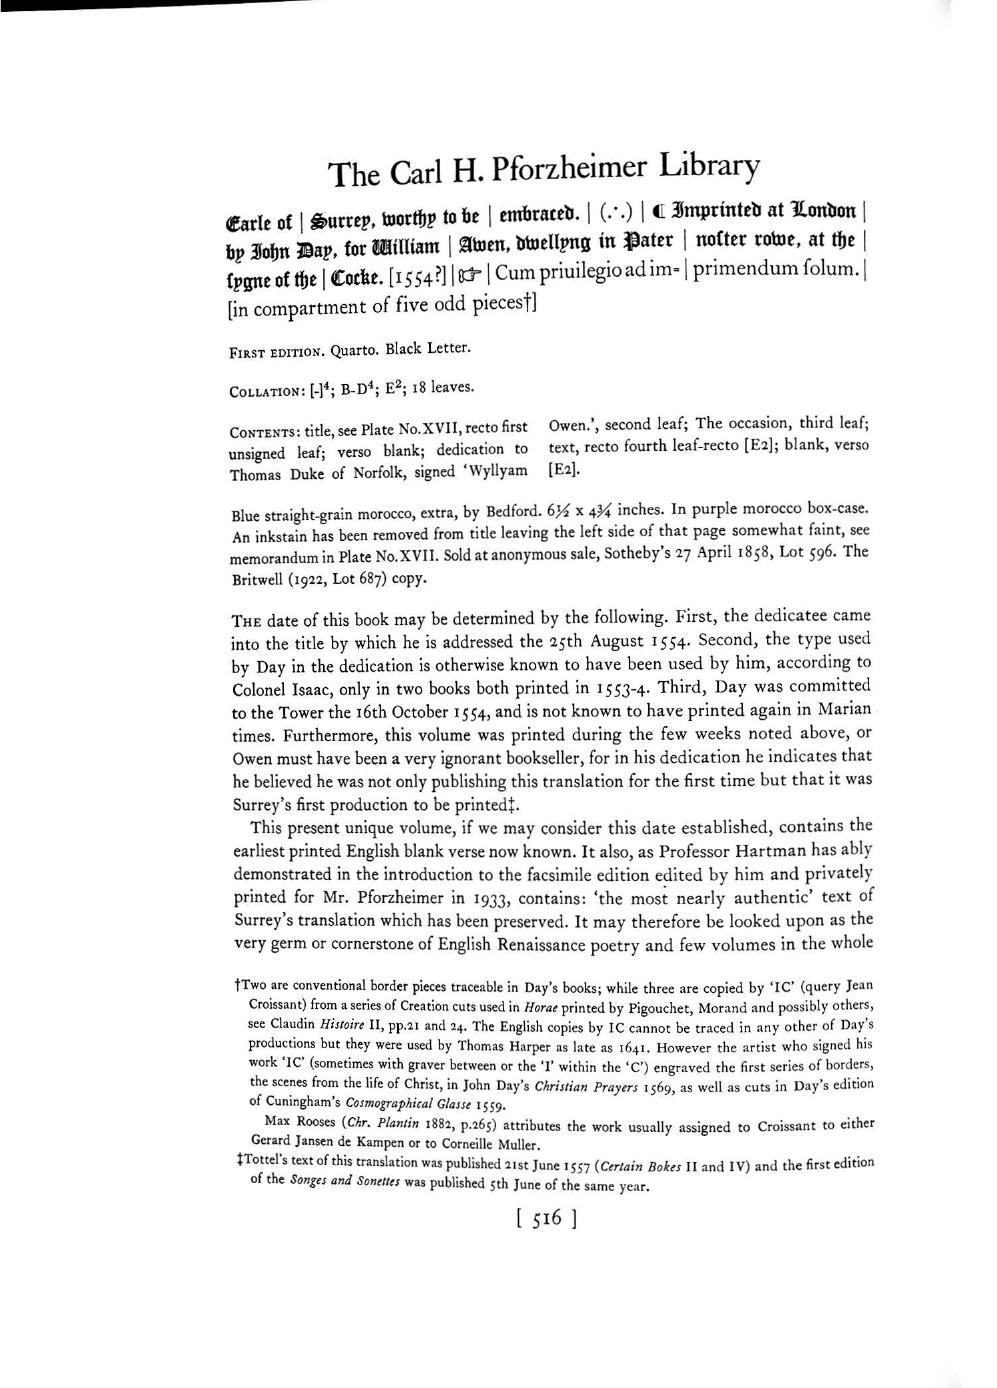 The Carl H. Pforzheimer Library
Earle of | Surrey, worthy to be | embraced. | (∴) | ¶ Imprinted at London |
by John Day, for William | Awen, dwellyng in Pater | noſter rowe, at the |
ſygne of the | Cocke. [1554?] | ☞ | Cum priuilegio ad im= | primendum ſolum. |
[in compartment of five odd pieces†]
FIRST EDITION. Quarto. Black Letter.
COLLATION: [-]⁴; B-D⁴; E²; 18 leaves.
CONTENTS: title, see Plate No. XVII, recto first
unsigned leaf; verso blank; dedication to
Thomas Duke of Norfolk, signed ‘Wyllyam
Owen.’, second leaf; The occasion, third leaf;
text, recto fourth leaf-recto [E2]; blank, verso
[E2].
Blue straight-grain morocco, extra, by Bedford. 6½ x 4¾ inches. In purple morocco box-case.
An inkstain has been removed from title leaving the left side of that page somewhat faint, see
memorandum in Plate No. XVII. Sold at anonymous sale, Sotheby's 27 April 1858, Lot 596. The
Britwell (1922, Lot 687) copy.
THE date of this book may be determined by the following. First, the dedicatee came
into the title by which he is addressed the 25th August 1554. Second, the type used
by Day in the dedication is otherwise known to have been used by him, according to
Colonel Isaac, only in two books both printed in 1553-4. Third, Day was committed
to the Tower the 16th October 1554, and is not known to have printed again in Marian
times. Furthermore, this volume was printed during the few weeks noted above, or
Owen must have been a very ignorant bookseller, for in his dedication he indicates that
he believed he was not only publishing this translation for the first time but that it was
Surrey's first production to be printed‡.
This present unique volume, if we may consider this date established, contains the
earliest printed English blank verse now known. It also, as Professor Hartman has ably
demonstrated in the introduction to the facsimile edition edited by him and privately
printed for Mr. Pforzheimer in 1933, contains: ‘the most nearly authentic’ text of
Surrey's translation which has been preserved. It may therefore be looked upon as the
very germ or cornerstone of English Renaissance poetry and few volumes in the whole
†Two are conventional border pieces traceable in Day's books; while three are copied by ‘IC’ (query Jean
Croissant) from a series of Creation cuts used in Horae printed by Pigouchet, Morand and possibly others,
see Claudin Histoire II, pp.21 and 24. The English copies by IC cannot be traced in any other of Day's
productions but they were used by Thomas Harper as late as 1641. However the artist who signed his
work ‘IC’ (sometimes with graver between or the ‘I’ within the ‘C’) engraved the first series of borders,
the scenes from the life of Christ, in John Day's Christian Prayers 1569, as well as cuts in Day's edition
of Cuningham's Cosmographical Glasse 1559.
Max Rooses (Chr. Plantin 1882, p.265) attributes the work usually assigned to Croissant to either
Gerard Jansen de Kampen or to Corneille Muller.
‡Tottel's text of this translation was published 21st June 1557 (Certain Bokes II and IV) and the first edition
of the Songes and Sonettes was published 5th June of the same year.
[ 516 ]